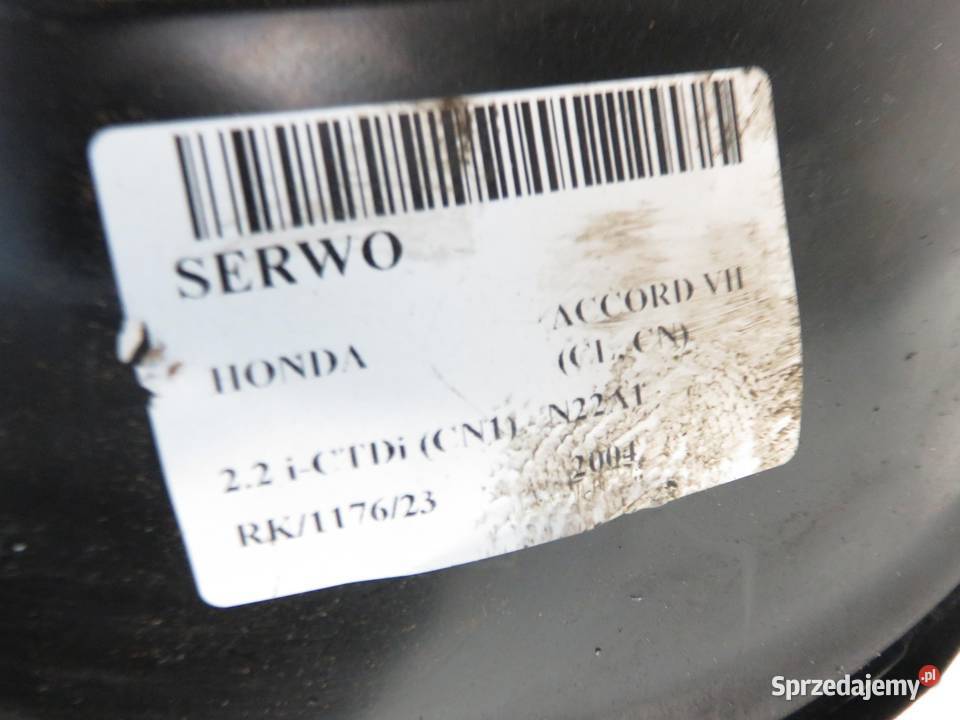 SERWO
HONDA ACCORD VII
(CL, CN)
2.2 i-CTDi (CN1) - N22A1
RK/1176/23 2004
Sprzedajemy.pl